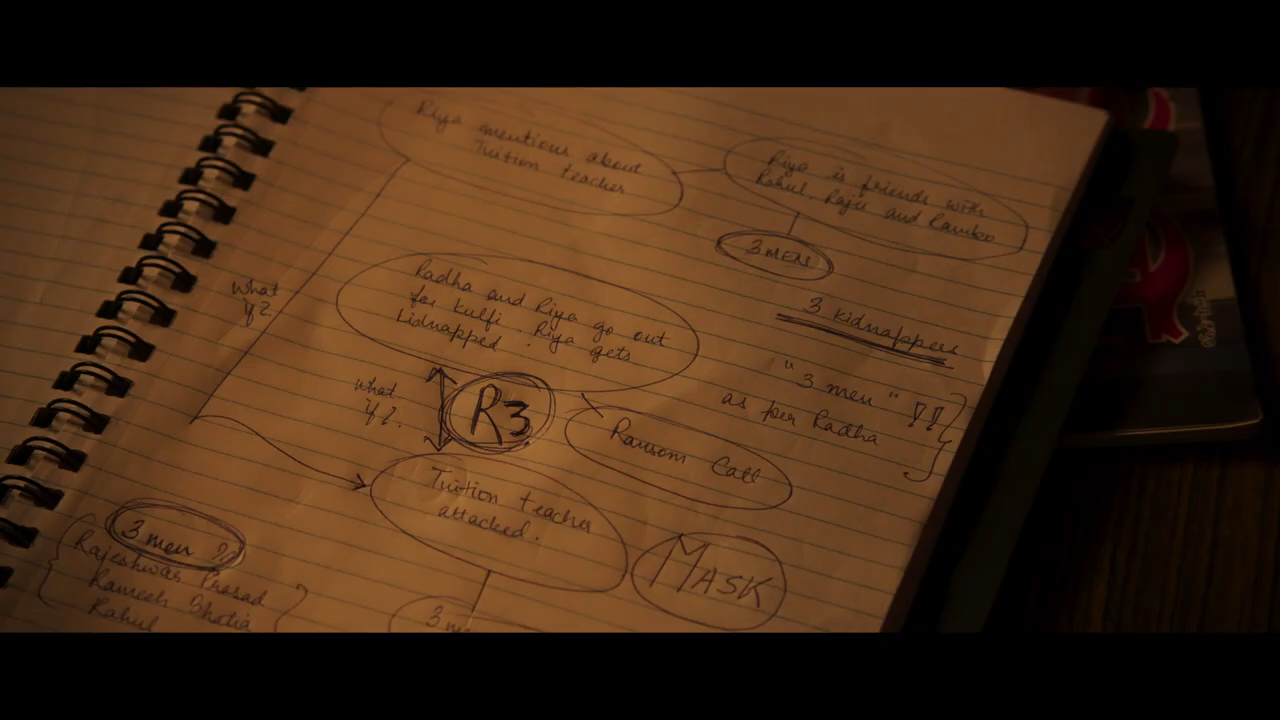 Riya mentions about
Tuition teacher
Riya is friends with
Rahul, Raju and Rambo
3 MEN
3 kidnappers
"3 men" !!
as per Radha
What
if?
Radha and Riya go out
for kulfi. Riya gets
kidnapped.
What
if?.
R3
Ransom Call
Tuition teacher
attacked.
MASK
3 men ??
Rajeshwar Prasad
Ramesh Bhatia
Rahul
3 m